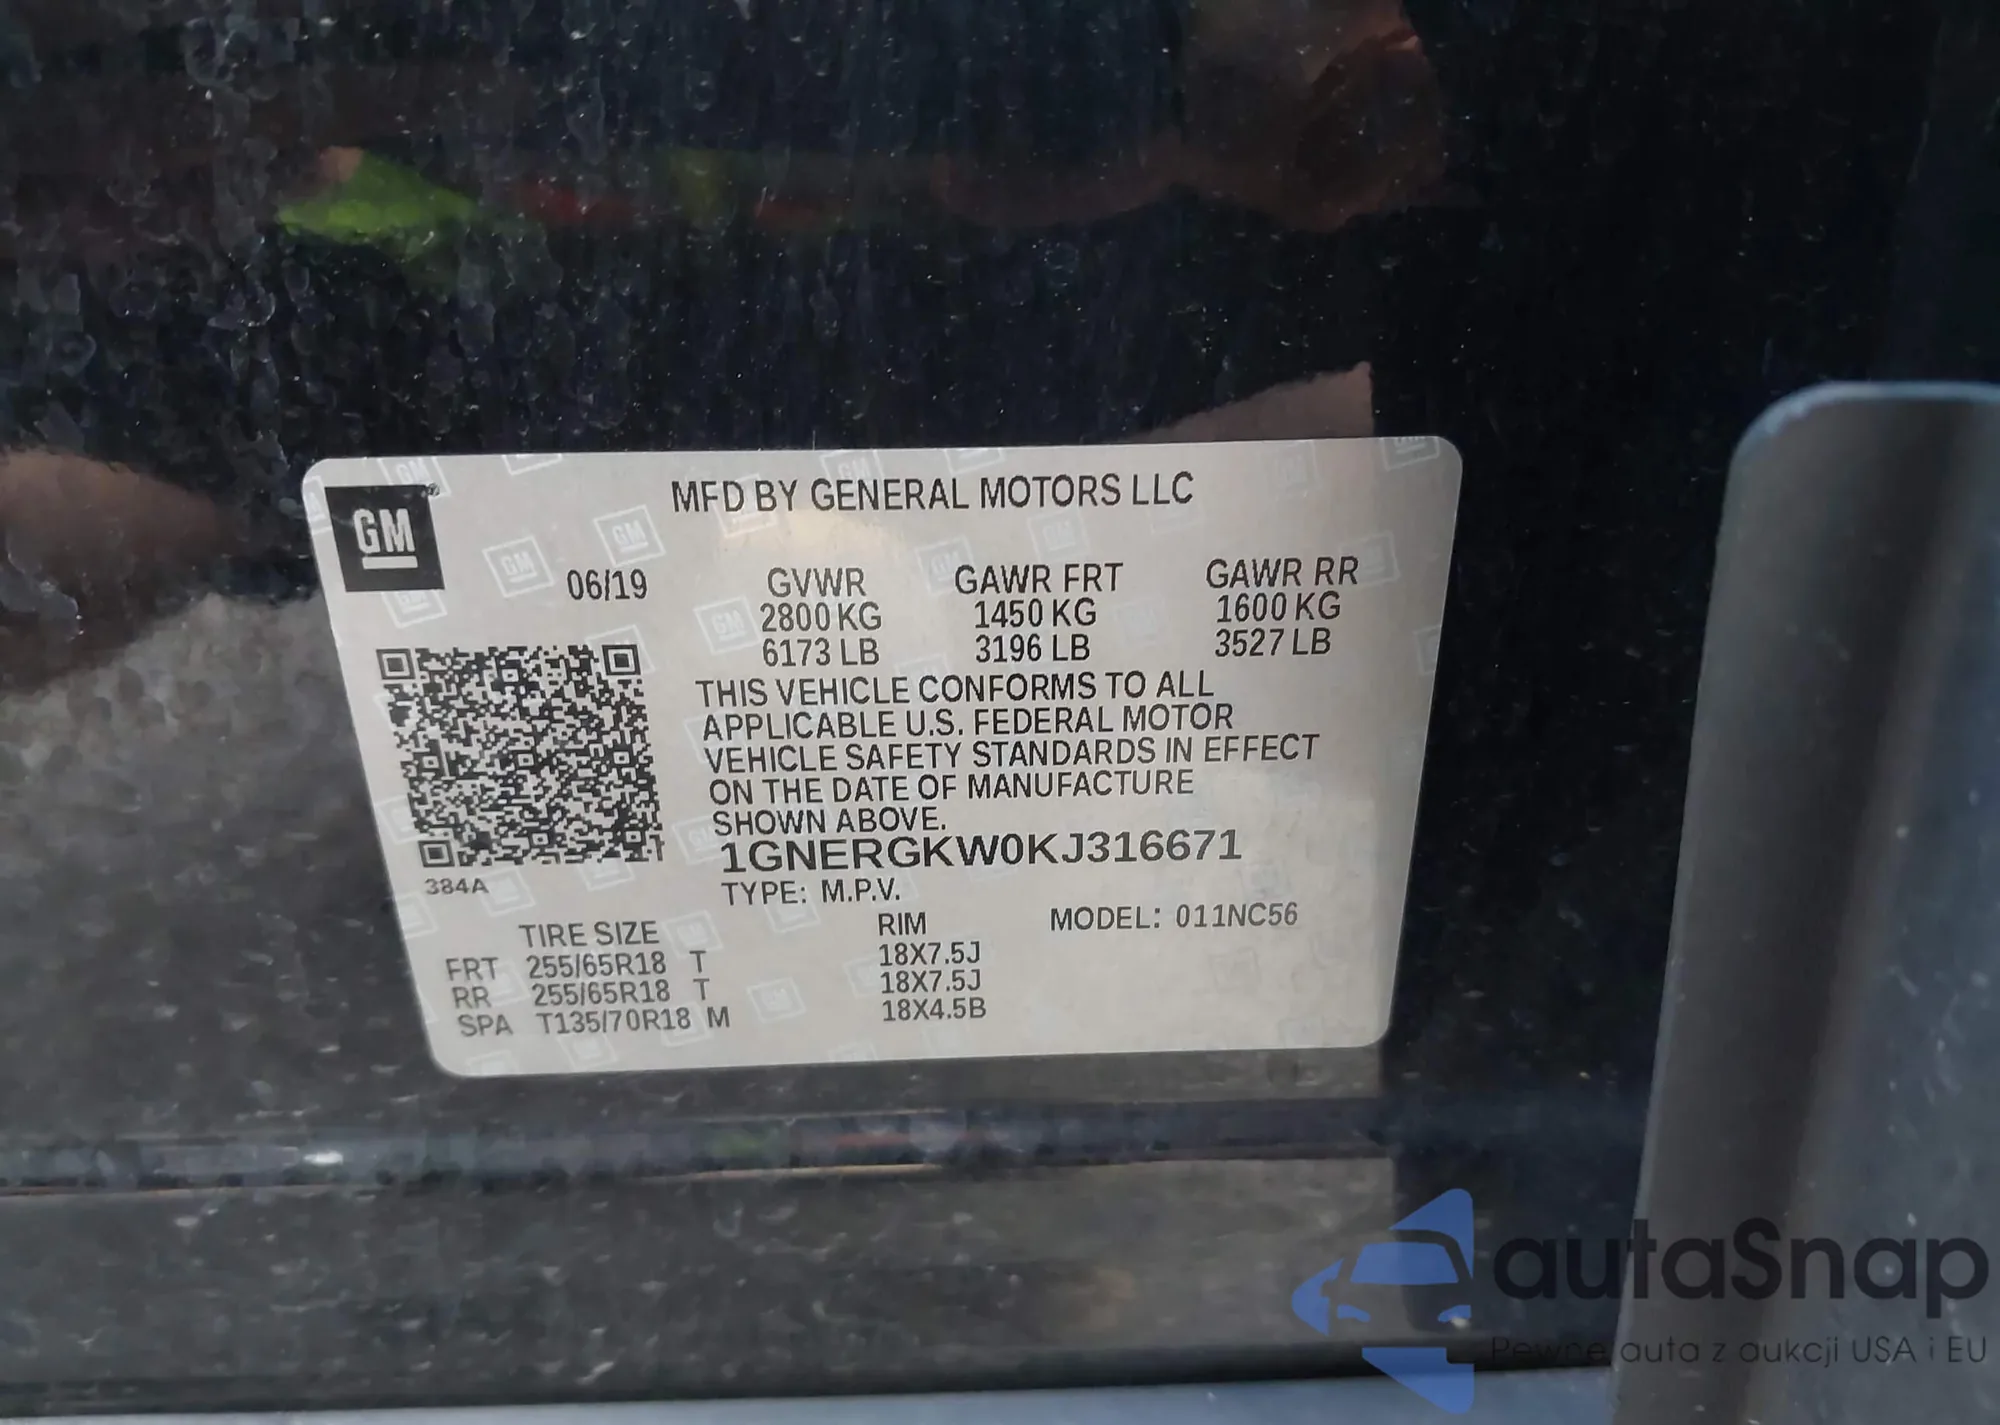 GM
MFD BY GENERAL MOTORS LLC
06/19 GVWR GAWR FRT GAWR RR
2800 KG 1450 KG 1600 KG
6173 LB 3196 LB 3527 LB
THIS VEHICLE CONFORMS TO ALL
APPLICABLE U.S. FEDERAL MOTOR
VEHICLE SAFETY STANDARDS IN EFFECT
ON THE DATE OF MANUFACTURE
SHOWN ABOVE.
1GNERGKW0KJ316671
384A
TYPE: M.P.V.
TIRE SIZE RIM MODEL: 011NC56
FRT 255/65R18 T 18X7.5J
RR 255/65R18 T 18X7.5J
SPA T135/70R18 M 18X4.5B
autaSnap
Pewne auta z aukcji USA i EU